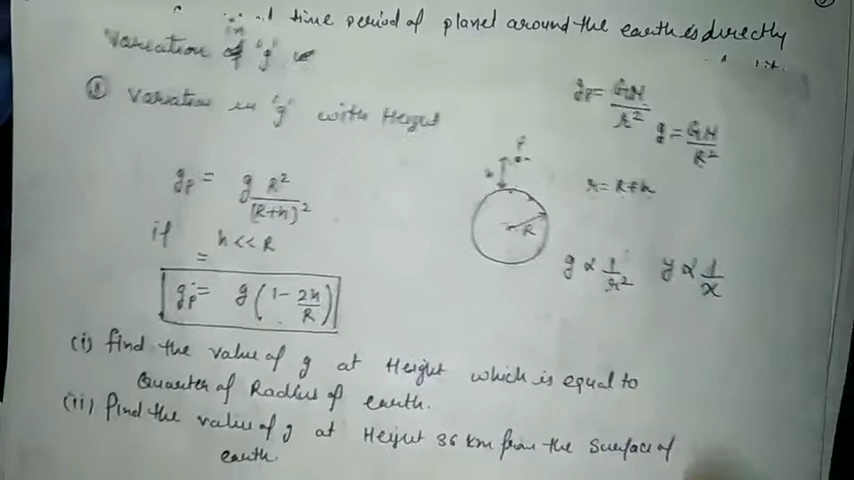 time period of planet around the earth is directly
Variation in 'g'
① Variation in 'g' with Height
gp = GM/r²
g = GM/R²
P
h
r = R+h
R
gp = g R²/(R+h)²
if h << R
gp = g(1 - 2h/R)
g ∝ 1/r² y ∝ 1/x
(i) find the value of g at Height which is equal to
Quarter of Radius of earth.
(ii) find the value of g at Height 36 km from the surface of
earth.